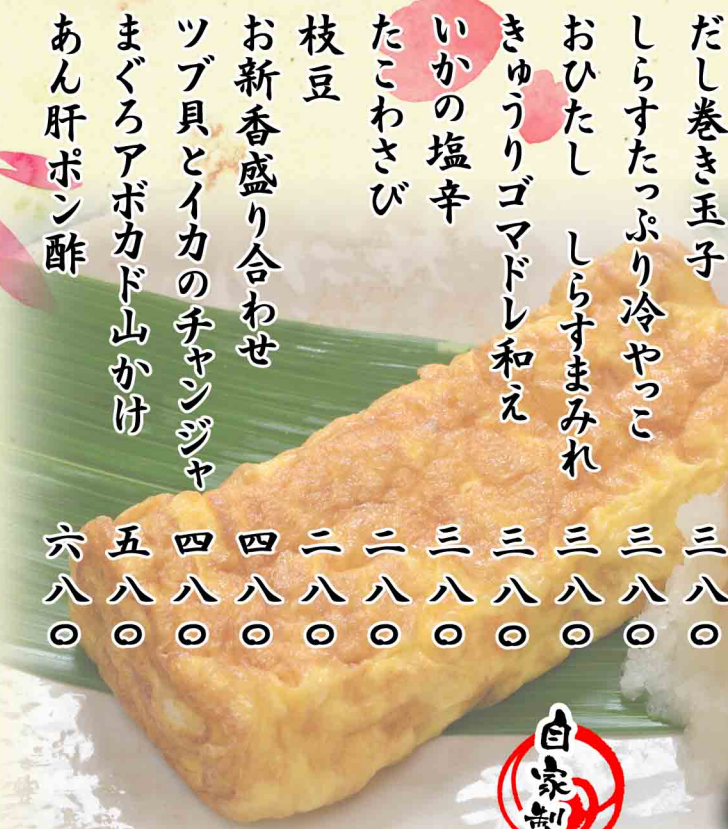 だし巻き玉子 三八〇
しらすたっぷり冷やっこ 三八〇
おひたし しらすまみれ 三八〇
きゅうりゴマドレ和え 三八〇
いかの塩辛 三八〇
たこわさび 二八〇
枝豆 二八〇
お新香盛り合わせ 四八〇
ツブ貝とイカのチャンジャ 四八〇
まぐろアボカド山かけ 五八〇
あん肝ポン酢 六八〇
自家製